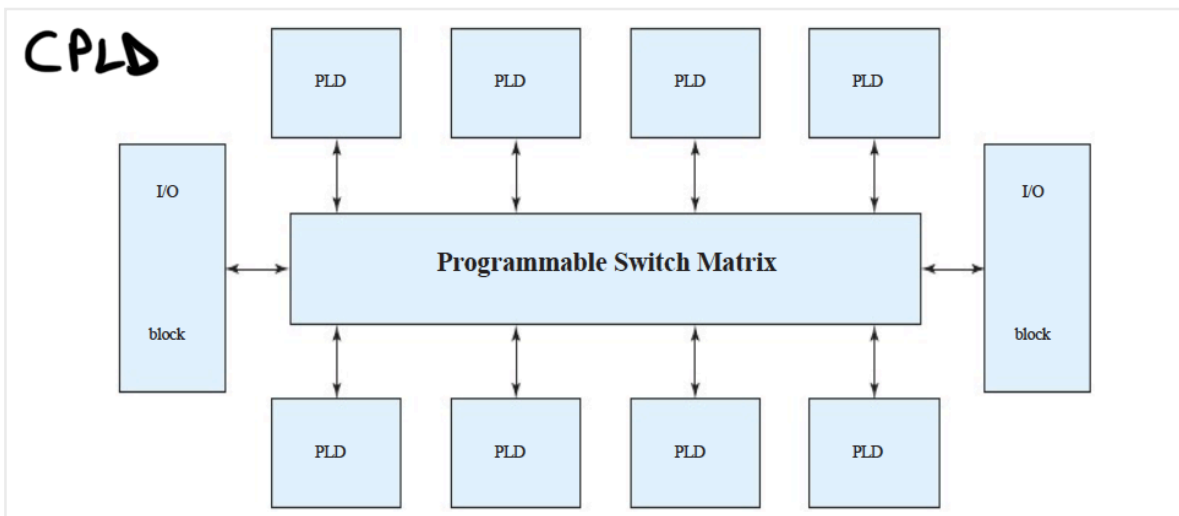 CPLD
PLD PLD PLD PLD
I/O I/O
Programmable Switch Matrix
block block
PLD PLD PLD PLD